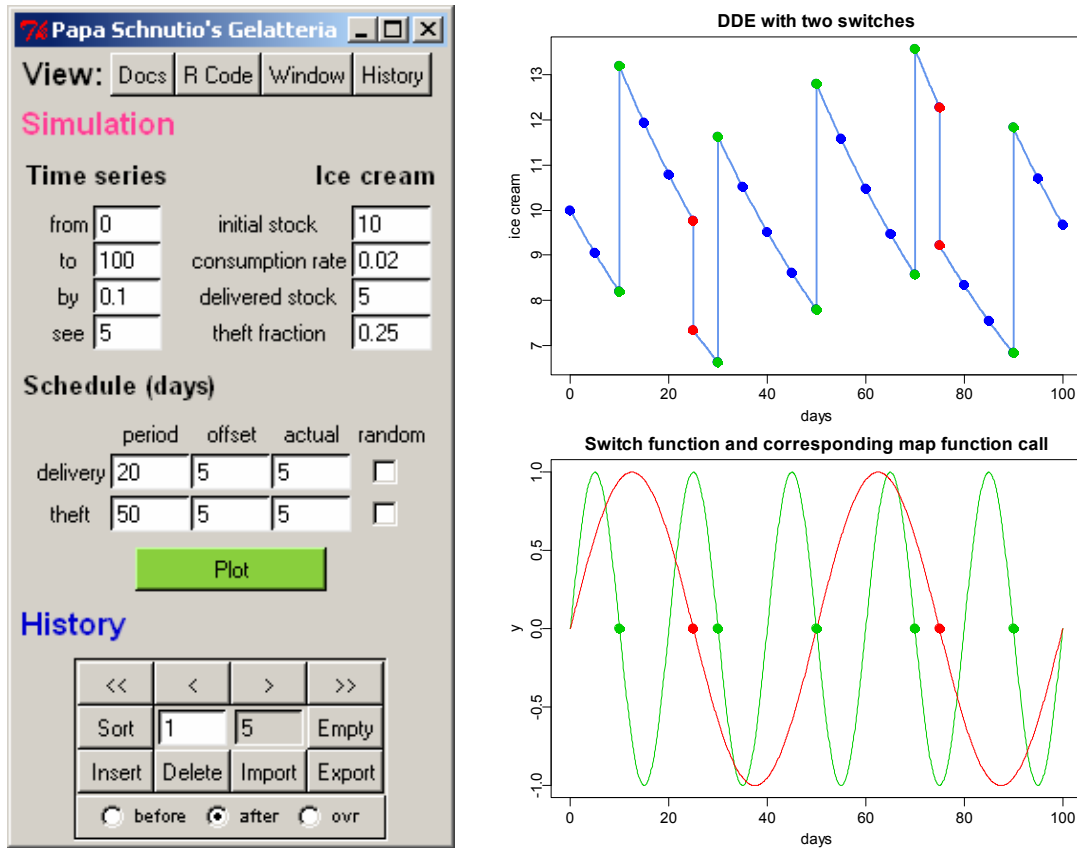 Papa Schnutio's Gelatteria
View: Docs R Code Window History
Simulation
Time series Ice cream
from 0 initial stock 10
to 100 consumption rate 0.02
by 0.1 delivered stock 5
see 5 theft fraction 0.25
Schedule (days)
period offset actual random
delivery 20 5 5
theft 50 5 5
Plot
History
<< < > >>
Sort 1 5 Empty
Insert Delete Import Export
before after ovr
DDE with two switches
13
12
11
10
9
8
7
ice cream
0 20 40 60 80 100
days
Switch function and corresponding map function call
1.0
0.5
0.0
-0.5
-1.0
y
0 20 40 60 80 100
days